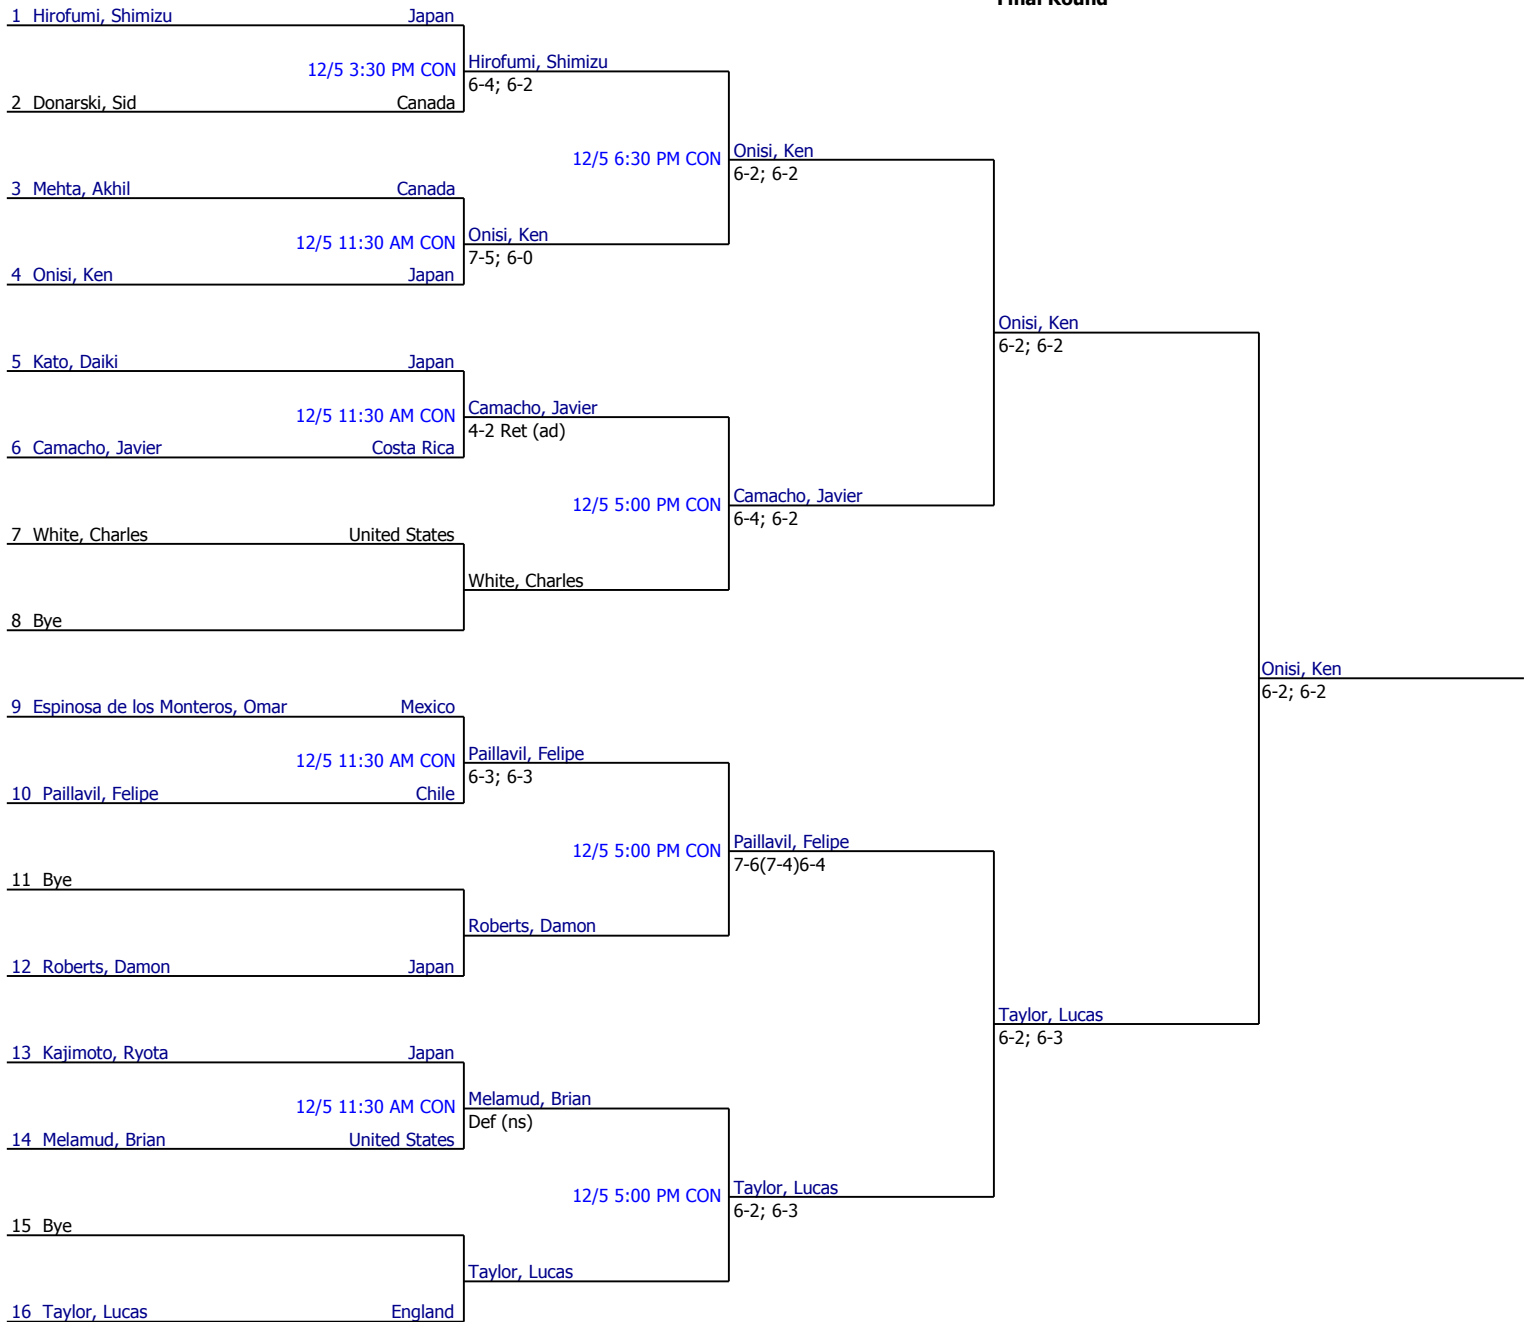 Final Round
1 Hirofumi, Shimizu Japan
12/5 3:30 PM CON
Hirofumi, Shimizu
6-4; 6-2
2 Donarski, Sid Canada
12/5 6:30 PM CON
Onisi, Ken
6-2; 6-2
3 Mehta, Akhil Canada
12/5 11:30 AM CON
Onisi, Ken
7-5; 6-0
4 Onisi, Ken Japan
Onisi, Ken
6-2; 6-2
5 Kato, Daiki Japan
12/5 11:30 AM CON
Camacho, Javier
4-2 Ret (ad)
6 Camacho, Javier Costa Rica
12/5 5:00 PM CON
Camacho, Javier
6-4; 6-2
7 White, Charles United States
White, Charles
8 Bye
Onisi, Ken
6-2; 6-2
9 Espinosa de los Monteros, Omar Mexico
12/5 11:30 AM CON
Paillavil, Felipe
6-3; 6-3
10 Paillavil, Felipe Chile
12/5 5:00 PM CON
Paillavil, Felipe
7-6(7-4)6-4
11 Bye
Roberts, Damon
12 Roberts, Damon Japan
Taylor, Lucas
6-2; 6-3
13 Kajimoto, Ryota Japan
12/5 11:30 AM CON
Melamud, Brian
Def (ns)
14 Melamud, Brian United States
12/5 5:00 PM CON
Taylor, Lucas
6-2; 6-3
15 Bye
Taylor, Lucas
16 Taylor, Lucas England